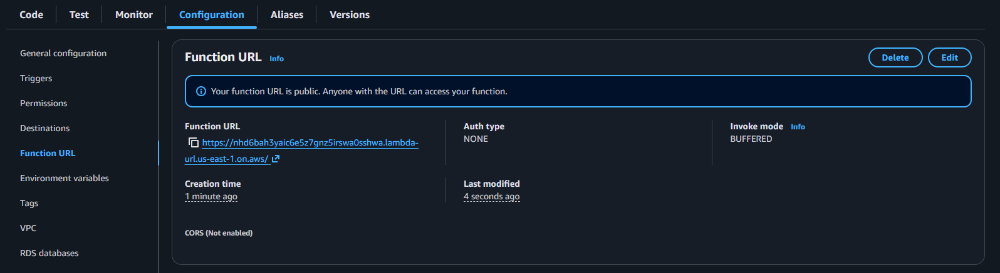 Code
Test
Monitor
Configuration
Aliases
Versions
General configuration
Triggers
Permissions
Destinations
Function URL
Environment variables
Tags
VPC
RDS databases
Function URL Info
Delete
Edit
Your function URL is public. Anyone with the URL can access your function.
Function URL
https://nhd6bah3yaic6e5z7gnz5irswa0sshwa.lambda-
url.us-east-1.on.aws/
Auth type
NONE
Invoke mode Info
BUFFERED
Creation time
1 minute ago
Last modified
4 seconds ago
CORS (Not enabled)